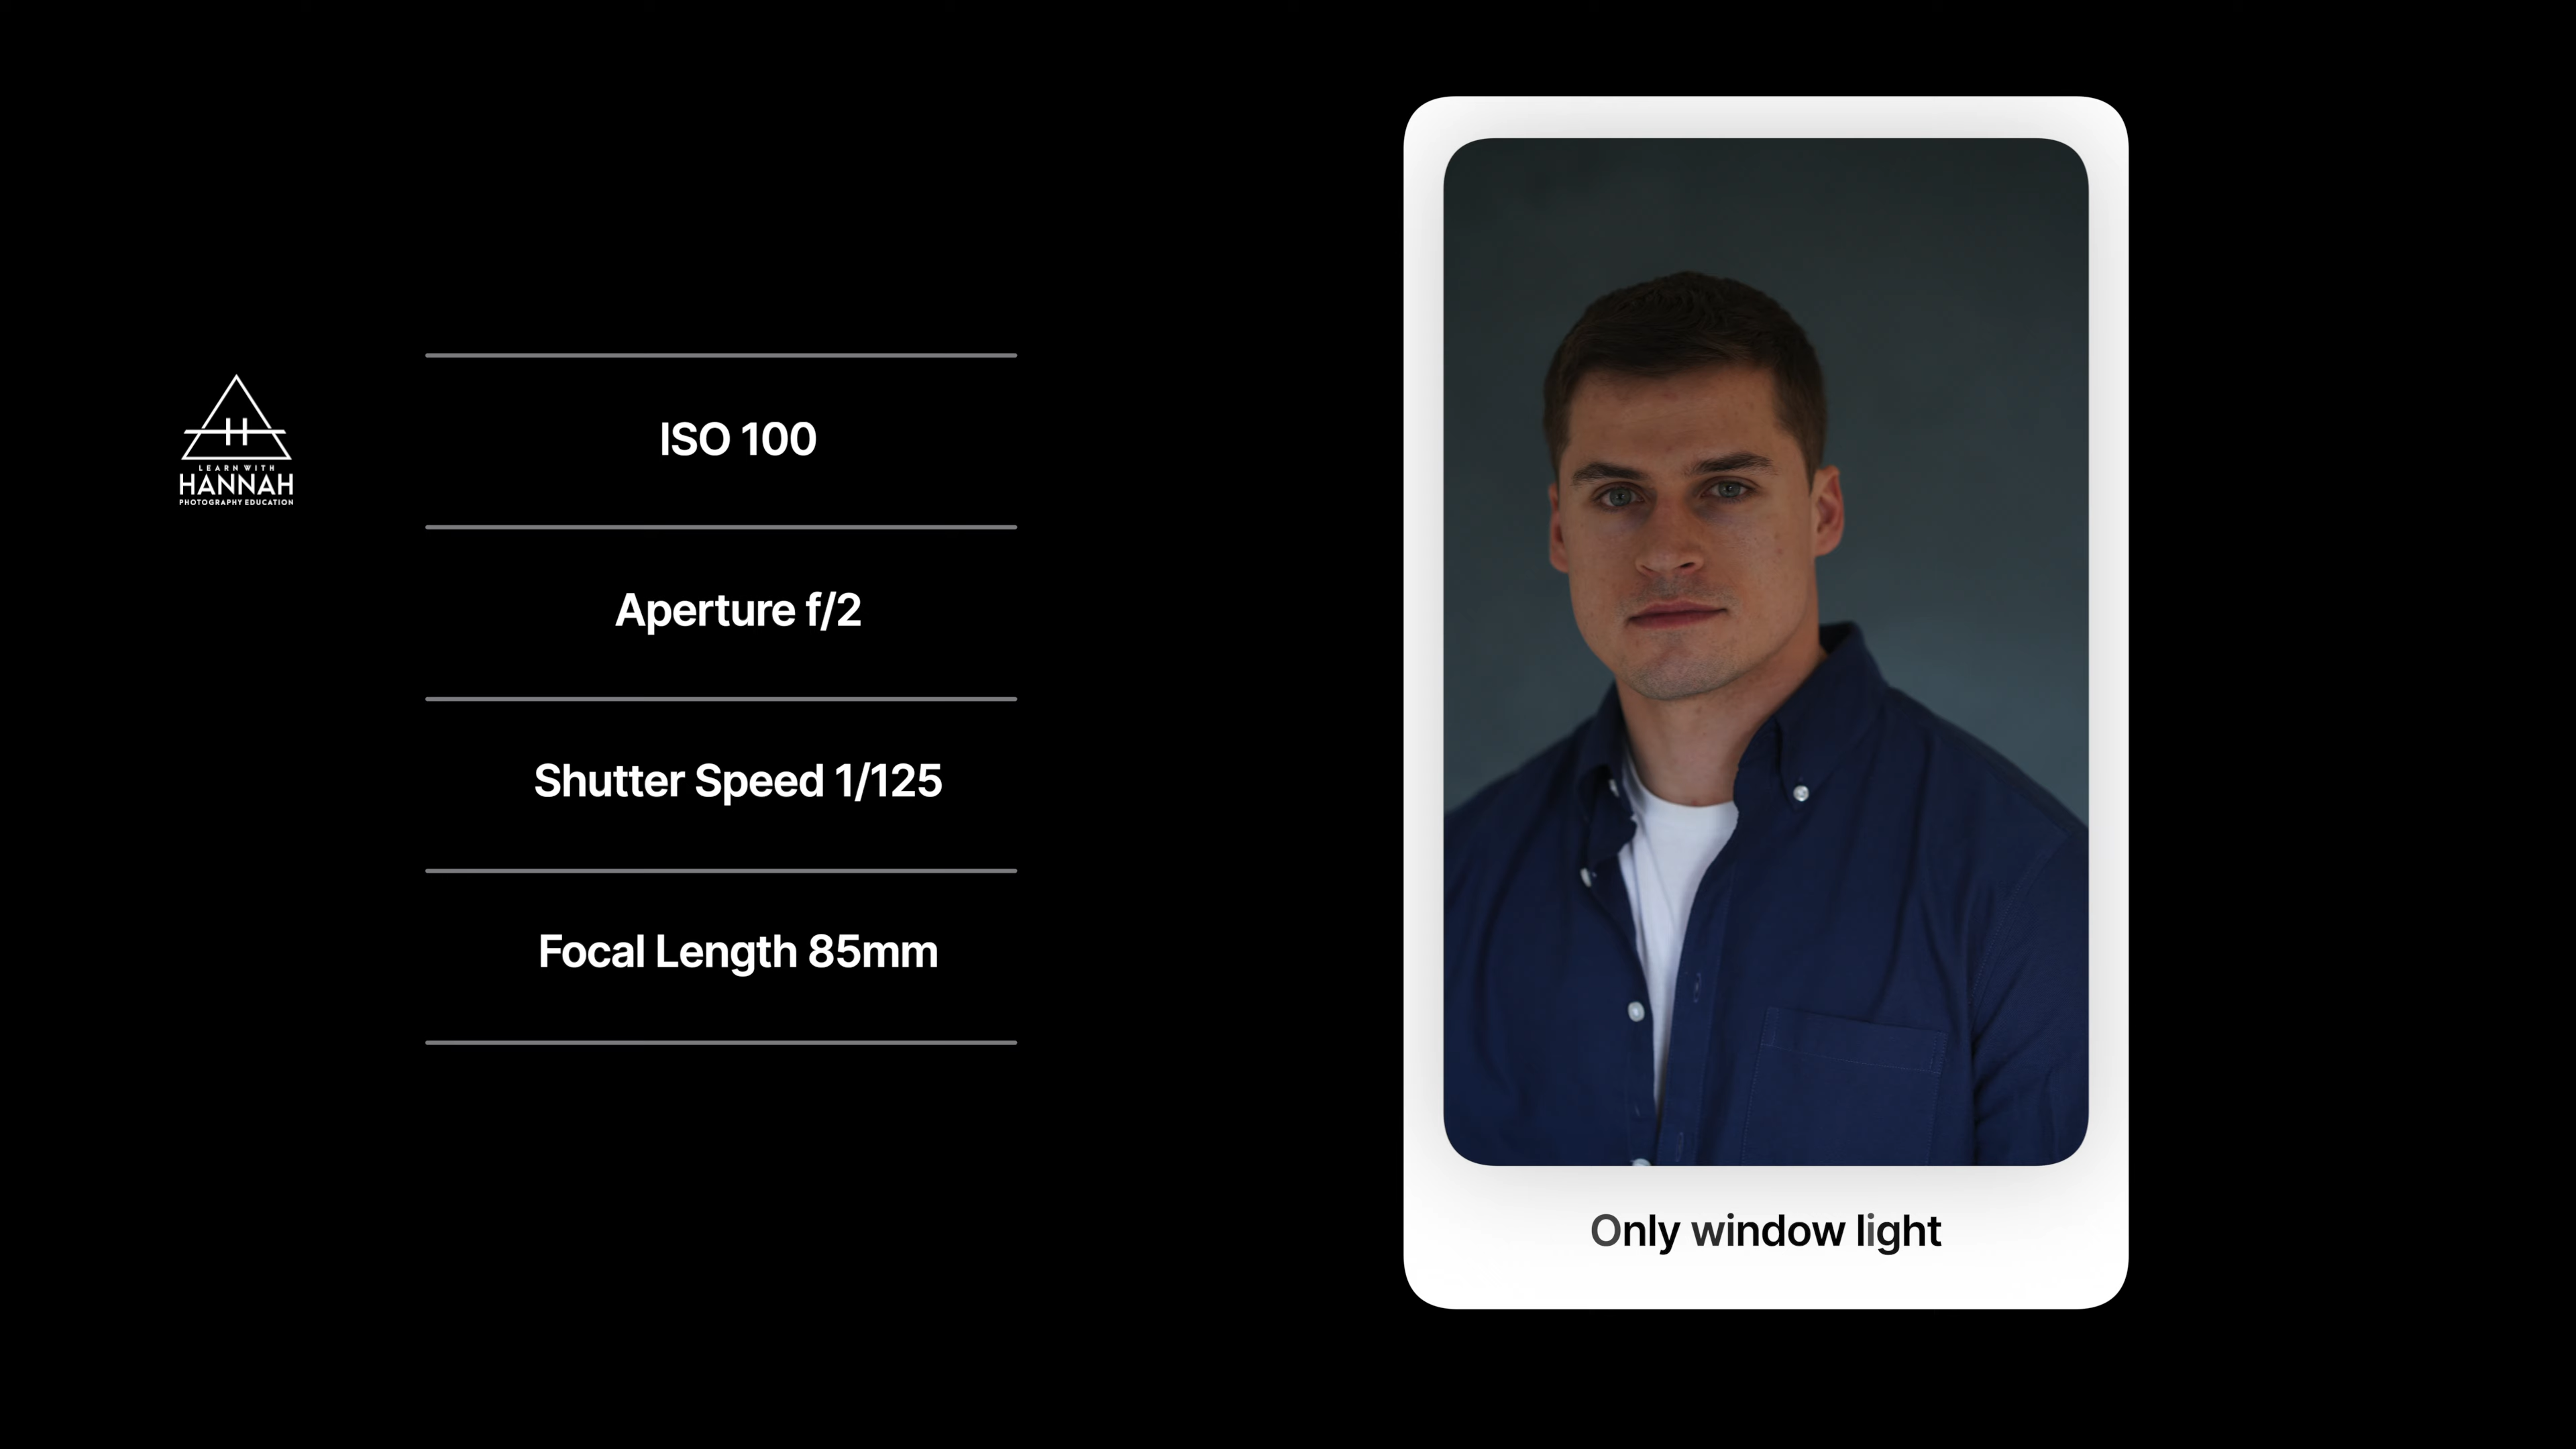 H
LEARN WITH
HANNAH
PHOTOGRAPHY EDUCATION
ISO 100
Aperture f/2
Shutter Speed 1/125
Focal Length 85mm
Only window light